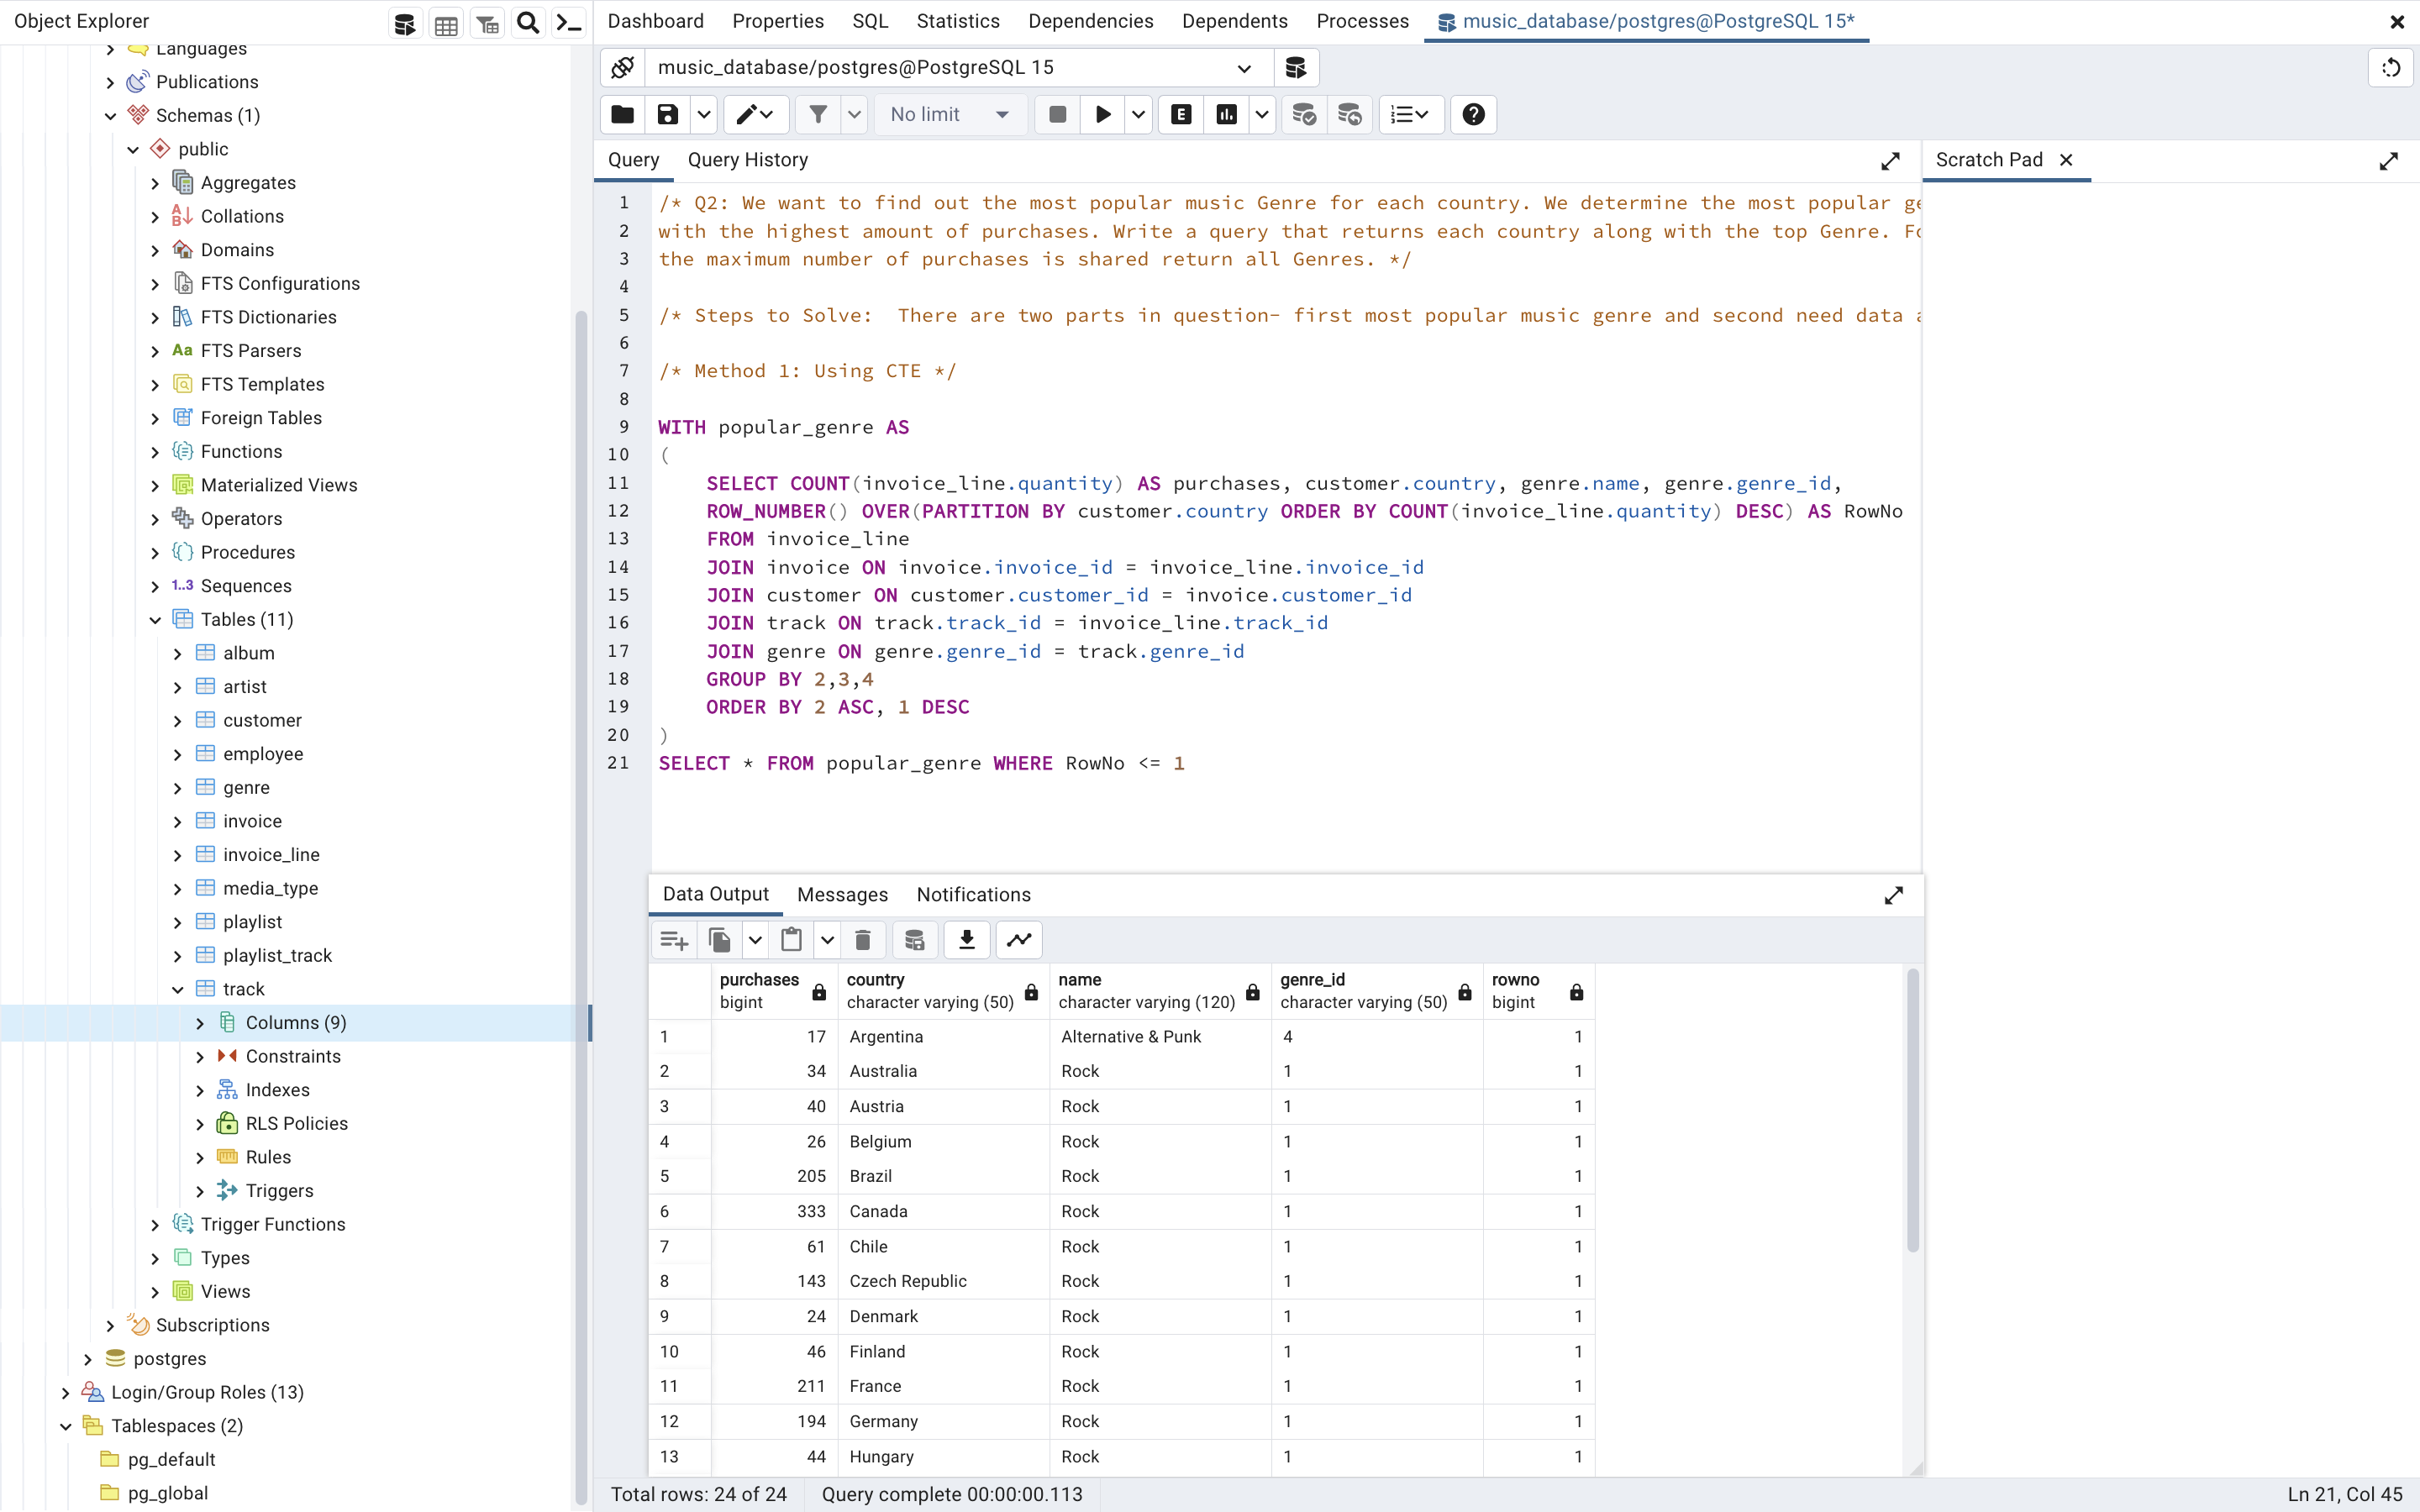 Object Explorer
Languages
Publications
Schemas (1)
public
Aggregates
Collations
Domains
FTS Configurations
FTS Dictionaries
Aa FTS Parsers
FTS Templates
Foreign Tables
Functions
Materialized Views
Operators
Procedures
1..3 Sequences
Tables (11)
album
artist
customer
employee
genre
invoice
invoice_line
media_type
playlist
playlist_track
track
Columns (9)
Constraints
Indexes
RLS Policies
Rules
Triggers
Trigger Functions
Types
Views
Subscriptions
postgres
Login/Group Roles (13)
Tablespaces (2)
pg_default
pg_global
Dashboard Properties SQL Statistics Dependencies Dependents Processes music_database/postgres@PostgreSQL 15*
music_database/postgres@PostgreSQL 15
No limit E
Query Query History
Scratch Pad
1 /* Q2: We want to find out the most popular music Genre for each country. We determine the most popular
2 with the highest amount of purchases. Write a query that returns each country along with the top Genre.
3 the maximum number of purchases is shared return all Genres. */
4
5 /* Steps to Solve:  There are two parts in question- first most popular music genre and second need data
6
7 /* Method 1: Using CTE */
8
9 WITH popular_genre AS
10 (
11 SELECT COUNT(invoice_line.quantity) AS purchases, customer.country, genre.name, genre.genre_id,
12 ROW_NUMBER() OVER(PARTITION BY customer.country ORDER BY COUNT(invoice_line.quantity) DESC) AS RowNo
13 FROM invoice_line
14 JOIN invoice ON invoice.invoice_id = invoice_line.invoice_id
15 JOIN customer ON customer.customer_id = invoice.customer_id
16 JOIN track ON track.track_id = invoice_line.track_id
17 JOIN genre ON genre.genre_id = track.genre_id
18 GROUP BY 2,3,4
19 ORDER BY 2 ASC, 1 DESC
20 )
21 SELECT * FROM popular_genre WHERE RowNo <= 1
Data Output Messages Notifications
purchases country name genre_id rowno
bigint character varying (50) character varying (120) character varying (50) bigint
1 17 Argentina Alternative & Punk 4 1
2 34 Australia Rock 1 1
3 40 Austria Rock 1 1
4 26 Belgium Rock 1 1
5 205 Brazil Rock 1 1
6 333 Canada Rock 1 1
7 61 Chile Rock 1 1
8 143 Czech Republic Rock 1 1
9 24 Denmark Rock 1 1
10 46 Finland Rock 1 1
11 211 France Rock 1 1
12 194 Germany Rock 1 1
13 44 Hungary Rock 1 1
Total rows: 24 of 24 Query complete 00:00:00.113 Ln 21, Col 45